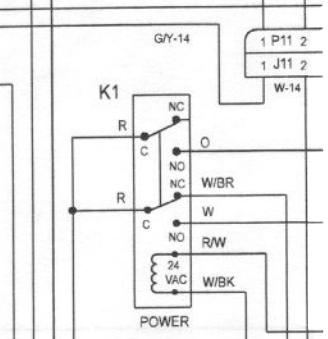 G/Y-14
1 P11 2
1 J11 2
W-14
K1
NC
R
C
O
NO
NC
W/BR
R
C
W
NO
R/W
24
VAC
W/BK
POWER